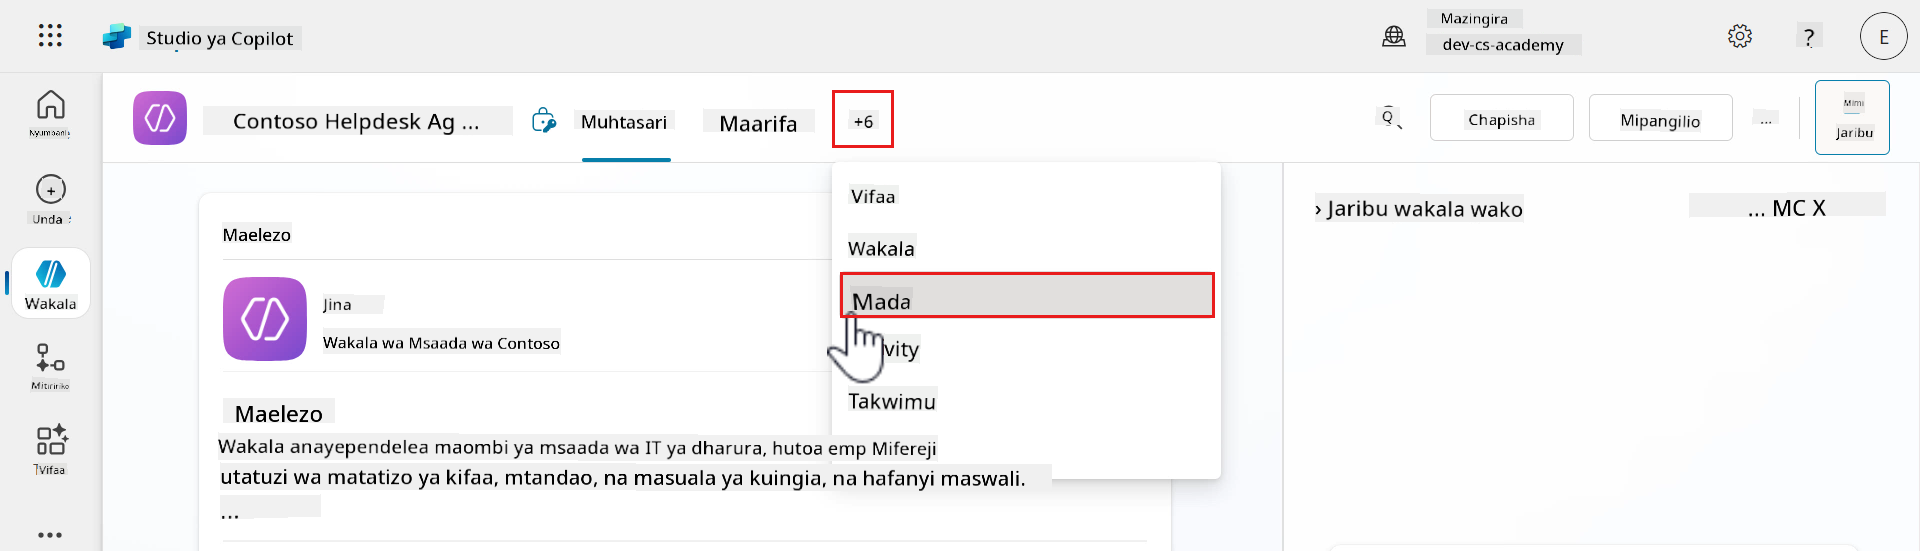 Studio ya Copilot
Mazingira
dev-cs-academy
?
E
Nyumbani
Unda
Wakala
Mitiririko
Vifaa
Contoso Helpdesk Ag ...
Muhtasari
Maarifa
+6
Chapisha
Mipangilio
...
Mimi
Jaribu
Vifaa
Wakala
Mada
vity
Takwimu
Maelezo
Jina
Wakala wa Msaada wa Contoso
Maelezo
Wakala anayependelea maombi ya msaada wa IT ya dharura, hutoa emp Mifereji
utatuzi wa matatizo ya kifaa, mtandao, na masuala ya kuingia, na hafanyi maswali.
...
› Jaribu wakala wako
... MC X